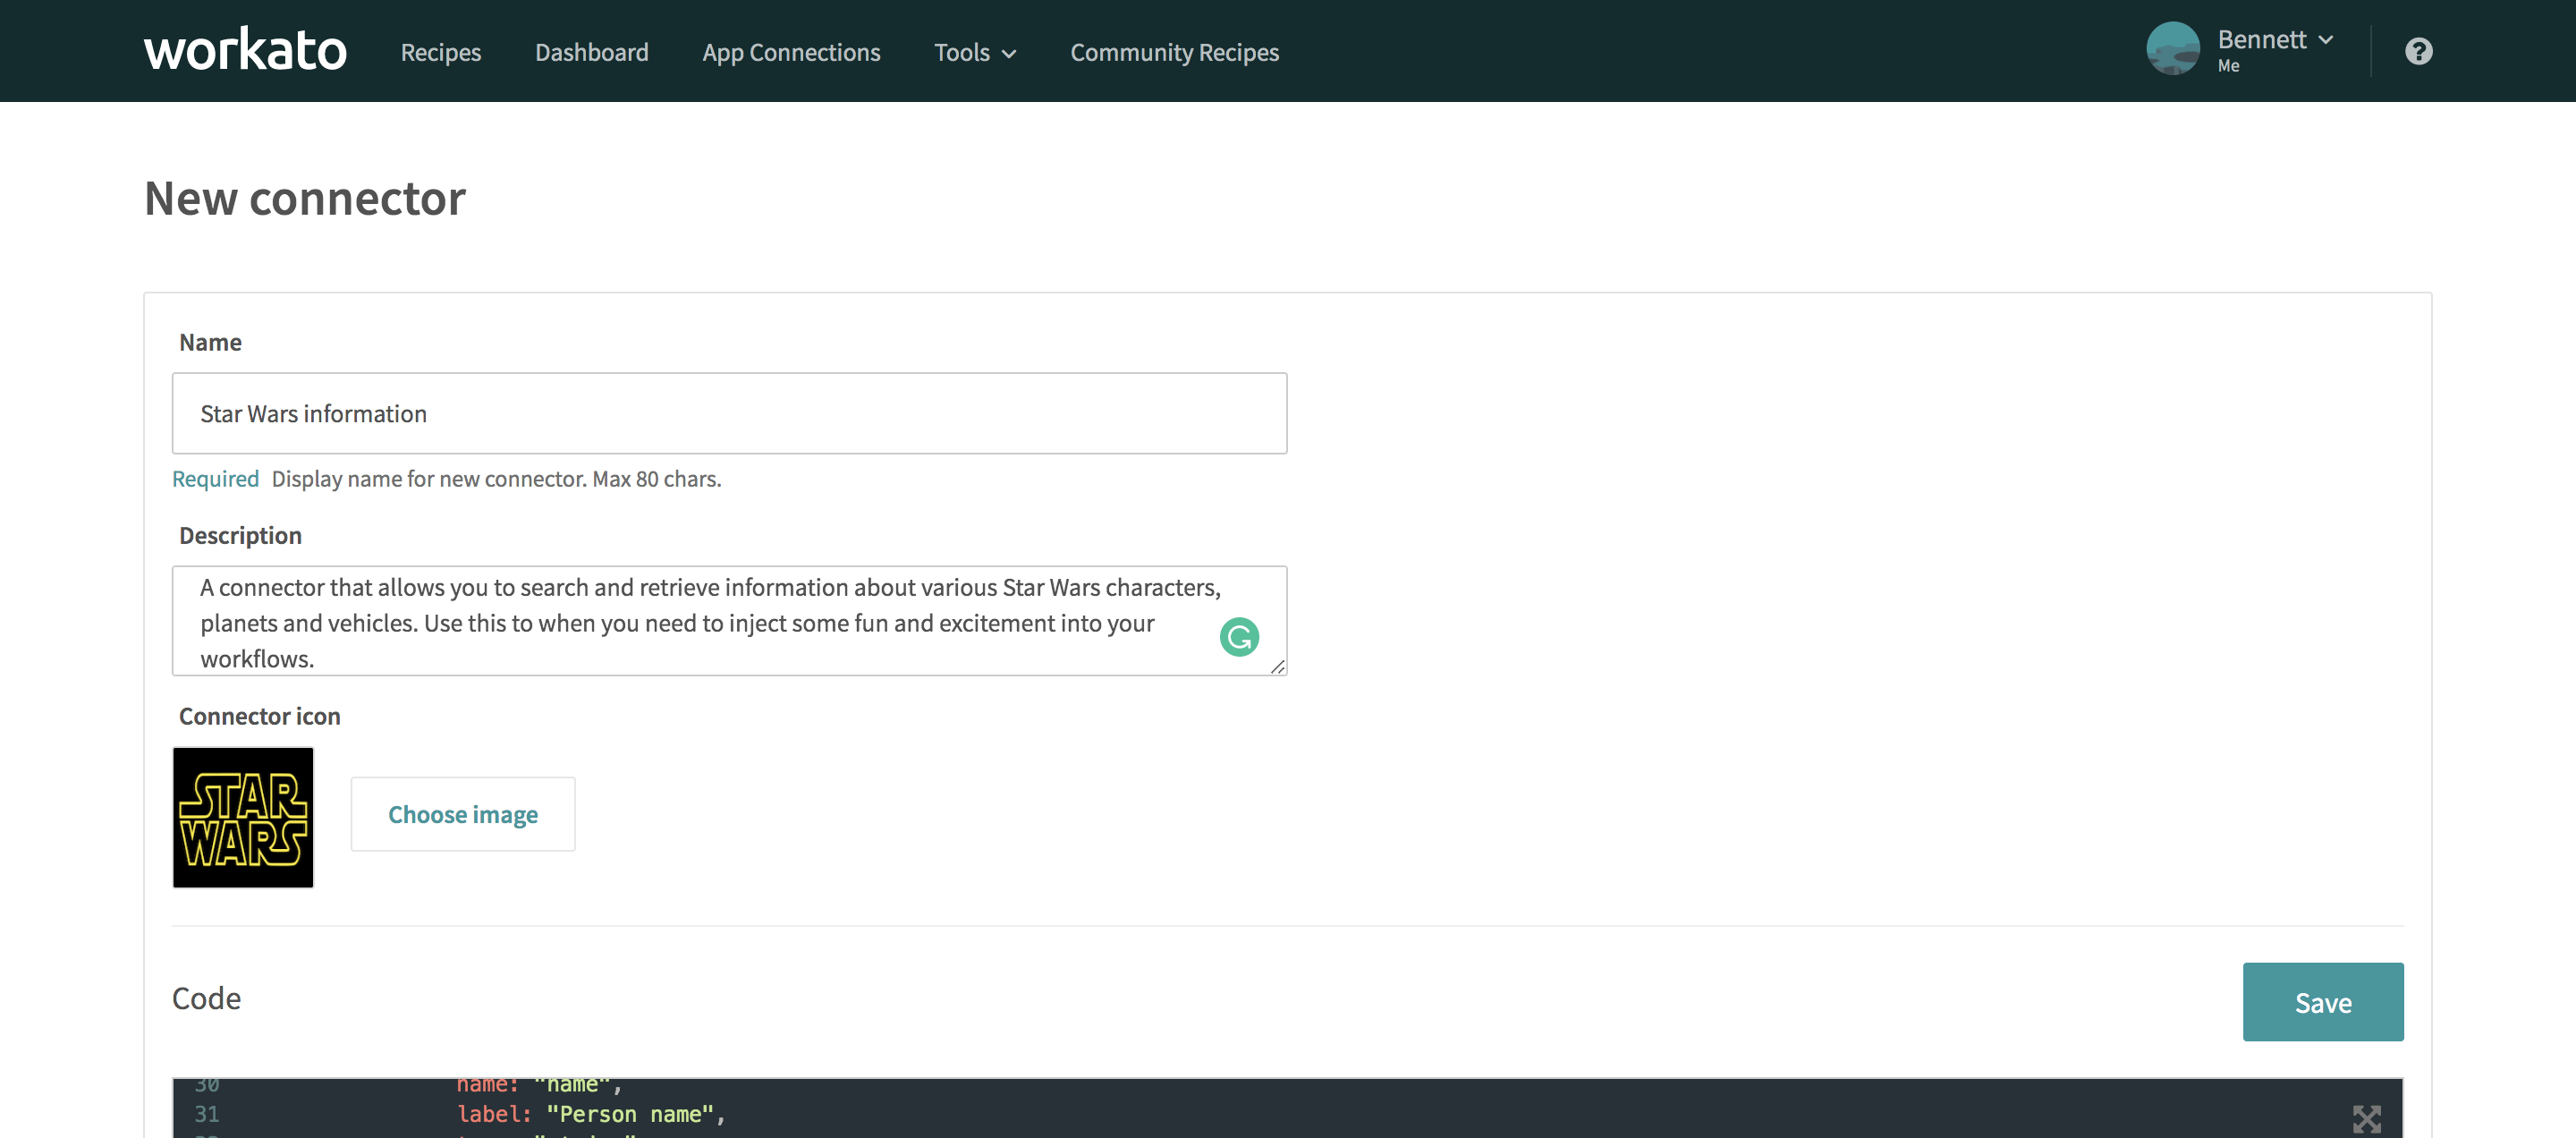 workato Recipes Dashboard App Connections Tools Community Recipes Bennett
Me
New connector
Name
Star Wars information
Required Display name for new connector. Max 80 chars.
Description
A connector that allows you to search and retrieve information about various Star Wars characters,
planets and vehicles. Use this to when you need to inject some fun and excitement into your
workflows.
Connector icon
STAR
WARS
Choose image
Code
Save
30 name: "name",
31 label: "Person name",